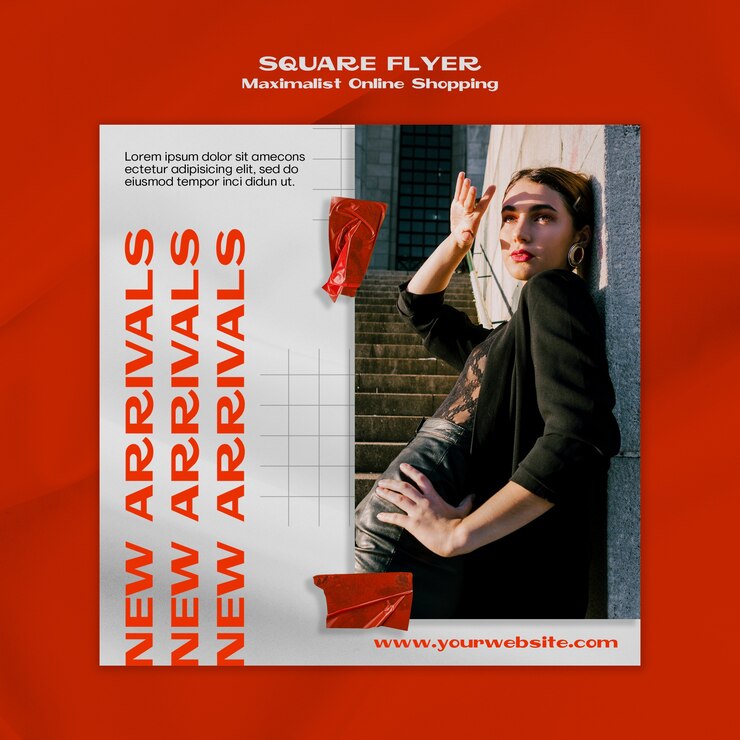 SQUARE FLYER
Maximalist Online Shopping
Lorem ipsum dolor sit amecons
ectetur adipisicing elit, sed do
eiusmod tempor inci didun ut.
NEW ARRIVALS
NEW ARRIVALS
NEW ARRIVALS
www.yourwebsite.com